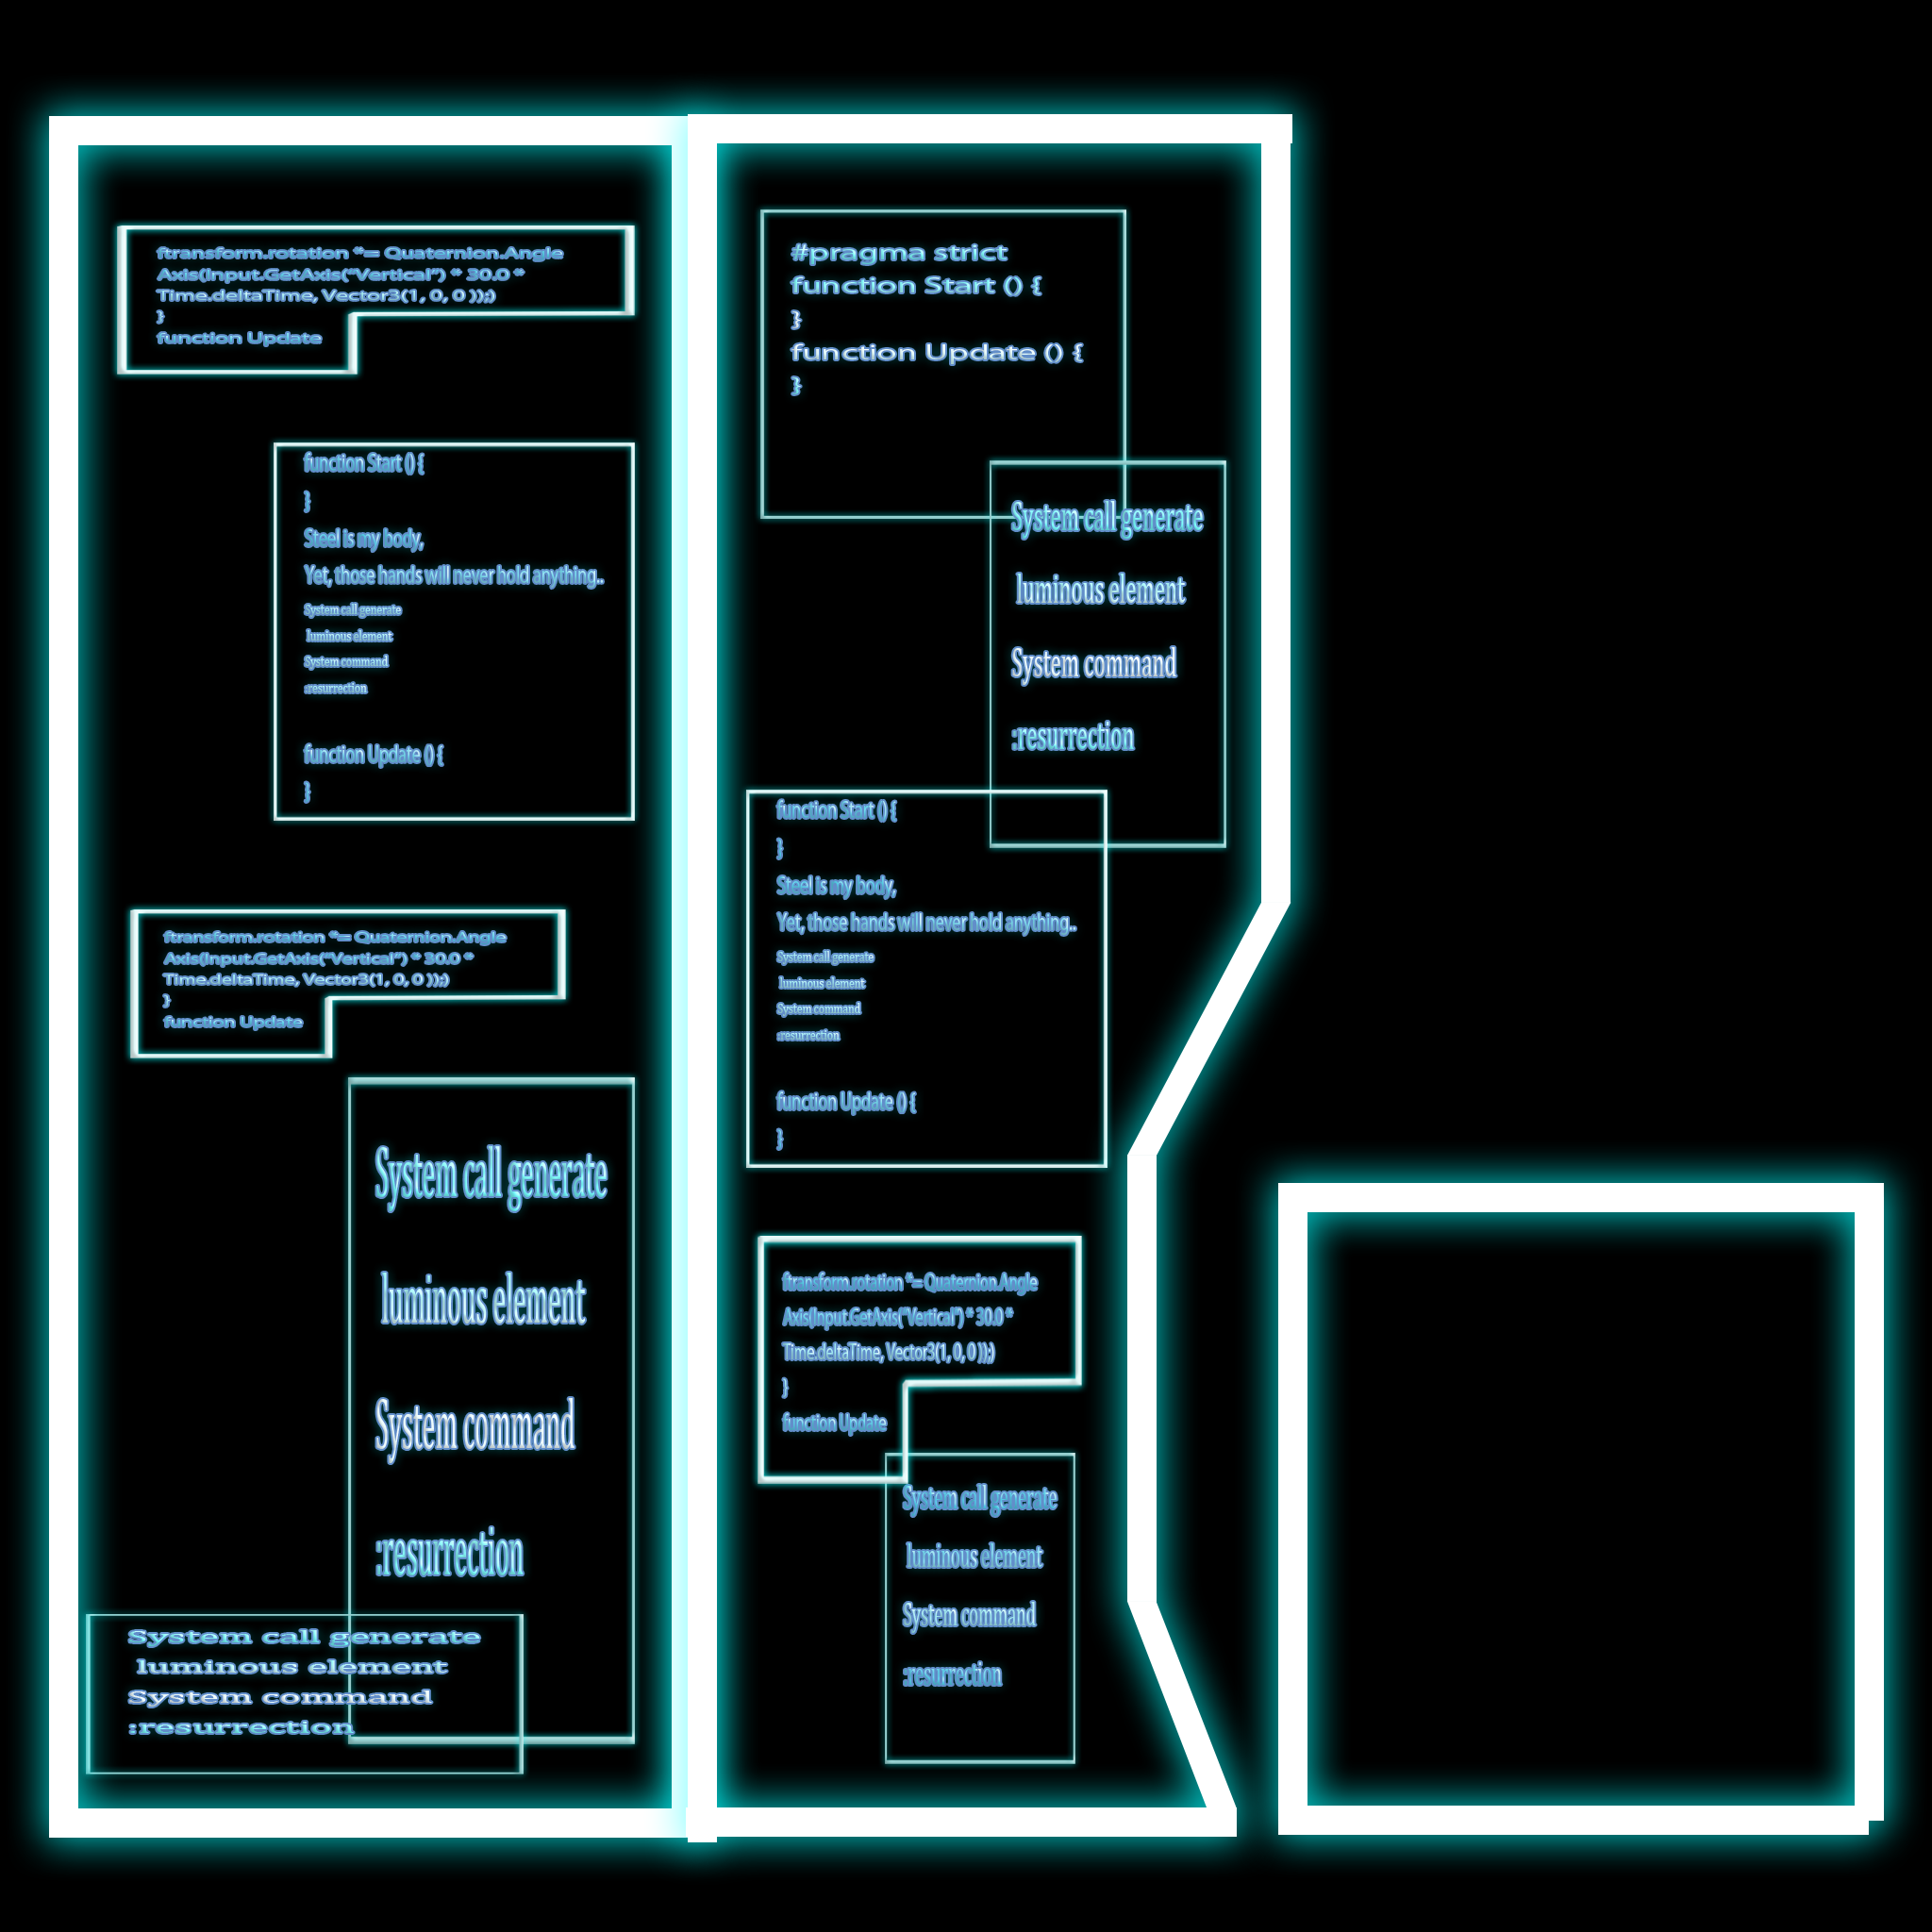 ftransform.rotation *= Quaternion.Angle
Axis(Input.GetAxis("Vertical") * 30.0 *
Time.deltaTime, Vector3(1, 0, 0 ));)
}
function Update
function Start () {
}
Steel is my body,
Yet, those hands will never hold anything..
System call generate
luminous element
System command
:resurrection
function Update () {
}
ftransform.rotation *= Quaternion.Angle
Axis(Input.GetAxis("Vertical") * 30.0 *
Time.deltaTime, Vector3(1, 0, 0 ));)
}
function Update
System call generate
luminous element
System command
:resurrection
System call generate
luminous element
System command
:resurrection
#pragma strict
function Start () {
}
function Update () {
}
System call generate
luminous element
System command
:resurrection
function Start () {
}
Steel is my body,
Yet, those hands will never hold anything..
System call generate
luminous element
System command
:resurrection
function Update () {
}
ftransform.rotation *= Quaternion.Angle
Axis(Input.GetAxis("Vertical") * 30.0 *
Time.deltaTime, Vector3(1, 0, 0 ));)
}
function Update
System call generate
luminous element
System command
:resurrection